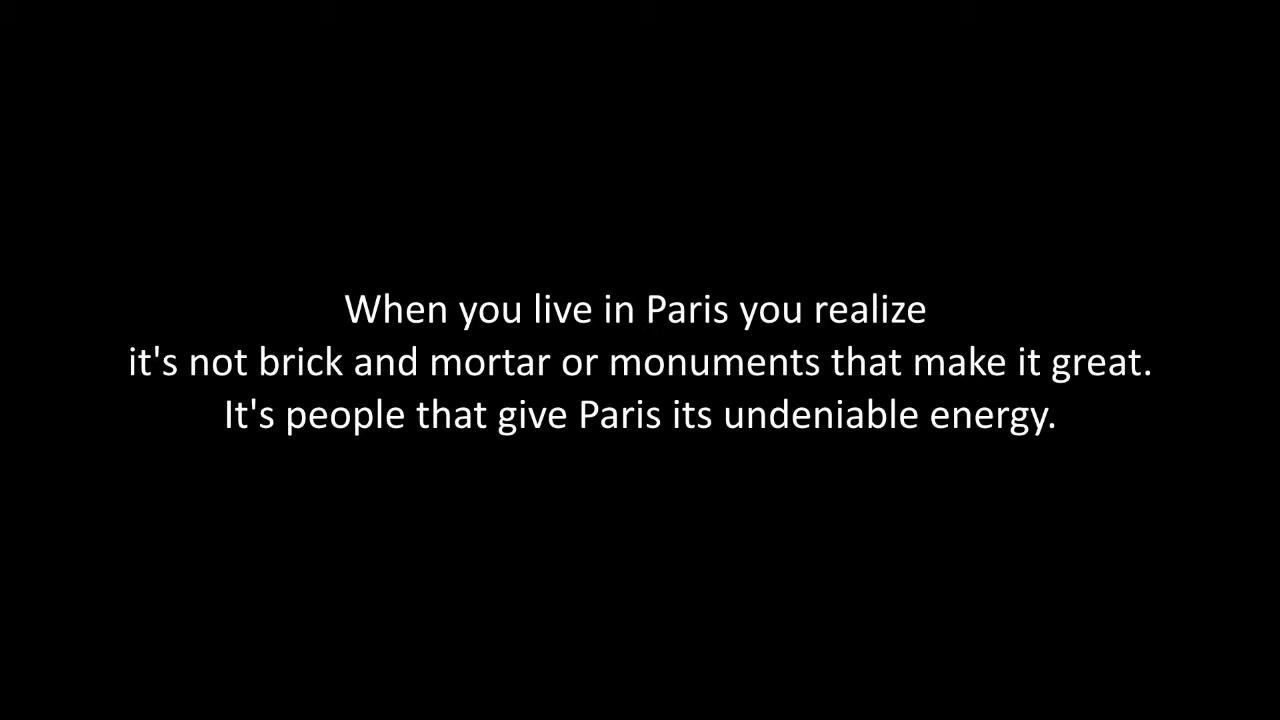 When you live in Paris you realize
it's not brick and mortar or monuments that make it great.
It's people that give Paris its undeniable energy.